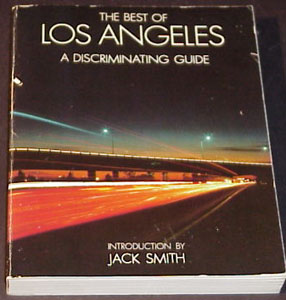 THE BEST OF
LOS ANGELES
A DISCRIMINATING GUIDE
INTRODUCTION BY
JACK SMITH